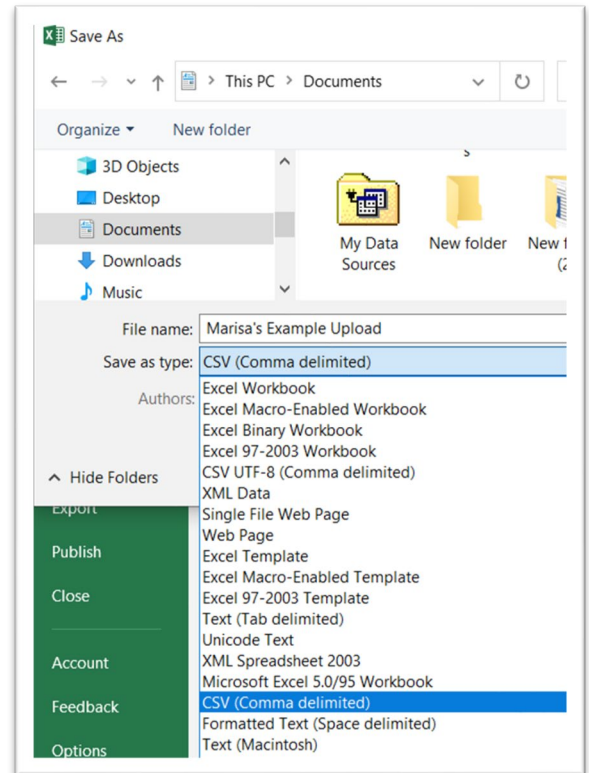 Save As
This PC > Documents
Organize New folder
3D Objects
Desktop
Documents
Downloads
Music
s
My Data Sources
New folder
New f
(2
File name: Marisa's Example Upload
Save as type: CSV (Comma delimited)
Authors:
Excel Workbook
Excel Macro-Enabled Workbook
Excel Binary Workbook
Excel 97-2003 Workbook
CSV UTF-8 (Comma delimited)
XML Data
Single File Web Page
Web Page
Excel Template
Excel Macro-Enabled Template
Excel 97-2003 Template
Text (Tab delimited)
Unicode Text
XML Spreadsheet 2003
Microsoft Excel 5.0/95 Workbook
CSV (Comma delimited)
Formatted Text (Space delimited)
Text (Macintosh)
Hide Folders
Export
Publish
Close
Account
Feedback
Options